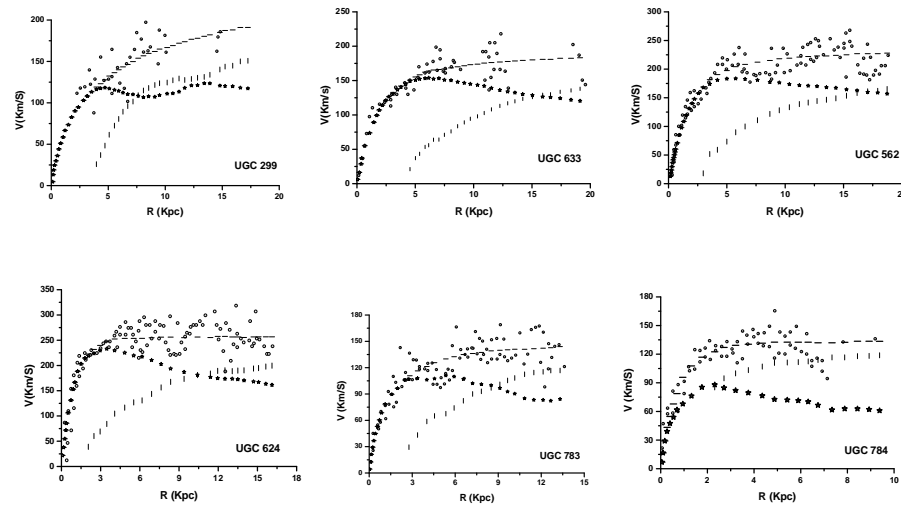 200
150
100
50
0
V(Km/S)
UGC 299
0 5 10 15 20
R (Kpc)
250
200
150
100
50
0
V(Km/s)
UGC 633
0 5 10 15 20
R (Kpc)
300
250
200
150
100
50
0
V(Km/S)
UGC 562
0 5 10 15 20
R (Kpc)
350
300
250
200
150
100
50
0
V(Km/S)
UGC 624
0 3 6 9 12 15 18
R (Kpc)
180
150
120
90
60
30
0
V (Km/S)
UGC 783
0 3 6 9 12 15
R (Kpc)
180
150
120
90
60
30
0
V (Km/S)
UGC 784
0 2 4 6 8 10
R (Kpc)